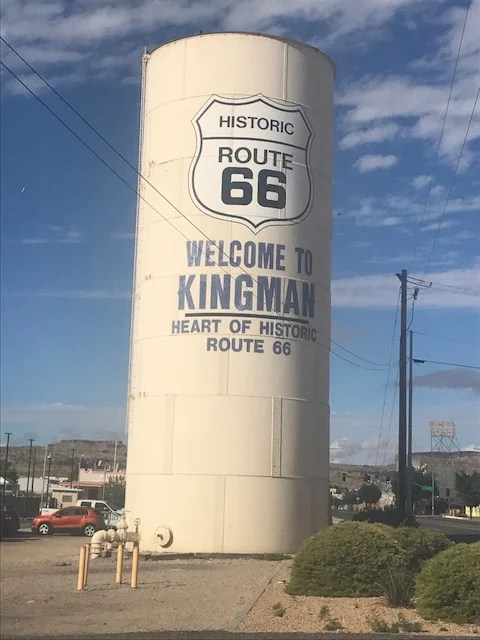 HISTORIC
ROUTE
66
WELCOME TO
KINGMAN
HEART OF HISTORIC
ROUTE 66